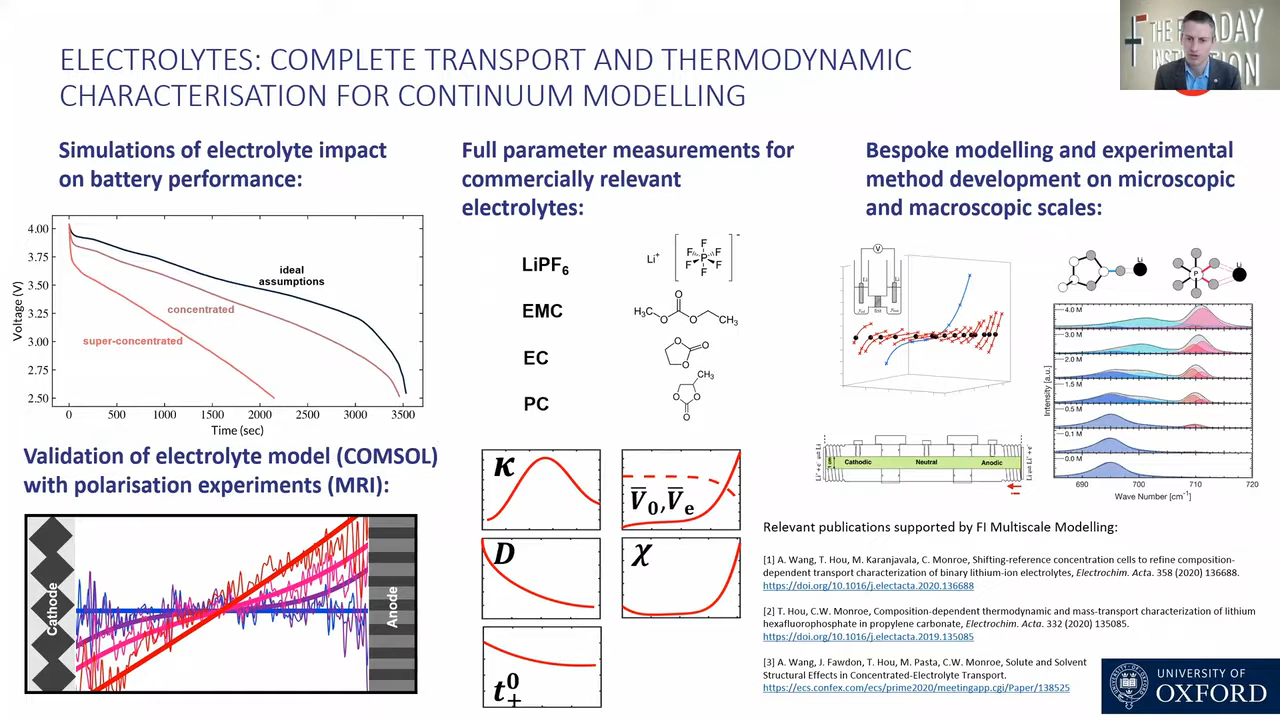 ELECTROLYTES: COMPLETE TRANSPORT AND THERMODYNAMIC
CHARACTERISATION FOR CONTINUUM MODELLING
THE FARADAY
INSTITUTION
Simulations of electrolyte impact
on battery performance:
4.00
3.75
3.50
3.25
3.00
2.75
2.50
Voltage (V)
ideal
assumptions
concentrated
super-concentrated
0 500 1000 1500 2000 2500 3000 3500
Time (sec)
Validation of electrolyte model (COMSOL)
with polarisation experiments (MRI):
Cathode
Anode
Full parameter measurements for
commercially relevant
electrolytes:
LiPF₆
Li⁺
F
F F
P
F F
F
-
EMC
O
H₃C O O CH₃
EC
O
O
O
PC
CH₃
O O
O
κ
V̅₀, V̅ₑ
D
χ
t₊⁰
Bespoke modelling and experimental
method development on microscopic
and macroscopic scales:
V
Li
P
Li
4.0 M
3.0 M
2.0 M
1.5 M
0.5 M
0.1 M
0.0 M
Intensity [a.u.]
690 700 710 720
Wave Number [cm⁻¹]
Cathodic Neutral Anodic
Relevant publications supported by FI Multiscale Modelling:
[1] A. Wang, T. Hou, M. Karanjavala, C. Monroe, Shifting-reference concentration cells to refine composition-
dependent transport characterization of binary lithium-ion electrolytes, Electrochim. Acta. 358 (2020) 136688.
https://doi.org/10.1016/j.electacta.2020.136688
[2] T. Hou, C.W. Monroe, Composition-dependent thermodynamic and mass-transport characterization of lithium
hexafluorophosphate in propylene carbonate, Electrochim. Acta. 332 (2020) 135085.
https://doi.org/10.1016/j.electacta.2019.135085
[3] A. Wang, J. Fawdon, T. Hou, M. Pasta, C.W. Monroe, Solute and Solvent
Structural Effects in Concentrated-Electrolyte Transport.
https://ecs.confex.com/ecs/prime2020/meetingapp.cgi/Paper/138525
UNIVERSITY OF
OXFORD